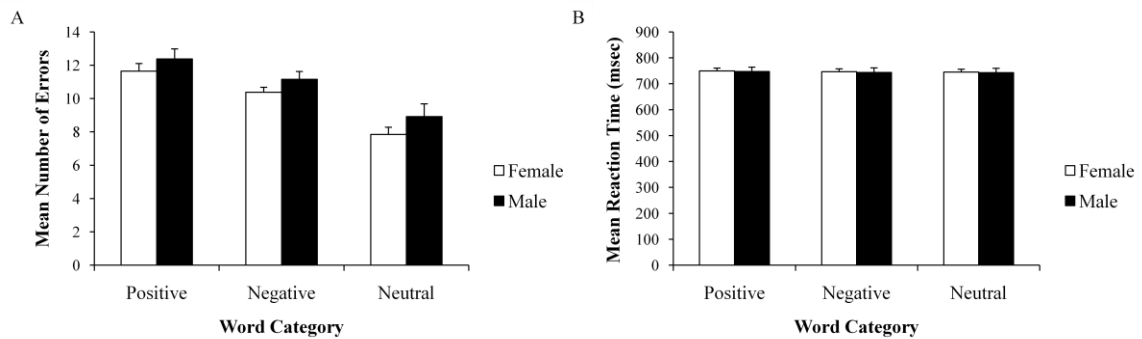 A
Mean Number of Errors
14
12
10
8
6
4
2
0
Positive
Negative
Neutral
Word Category
Female
Male
B
Mean Reaction Time (msec)
900
800
700
600
500
400
300
200
100
0
Positive
Negative
Neutral
Word Category
Female
Male